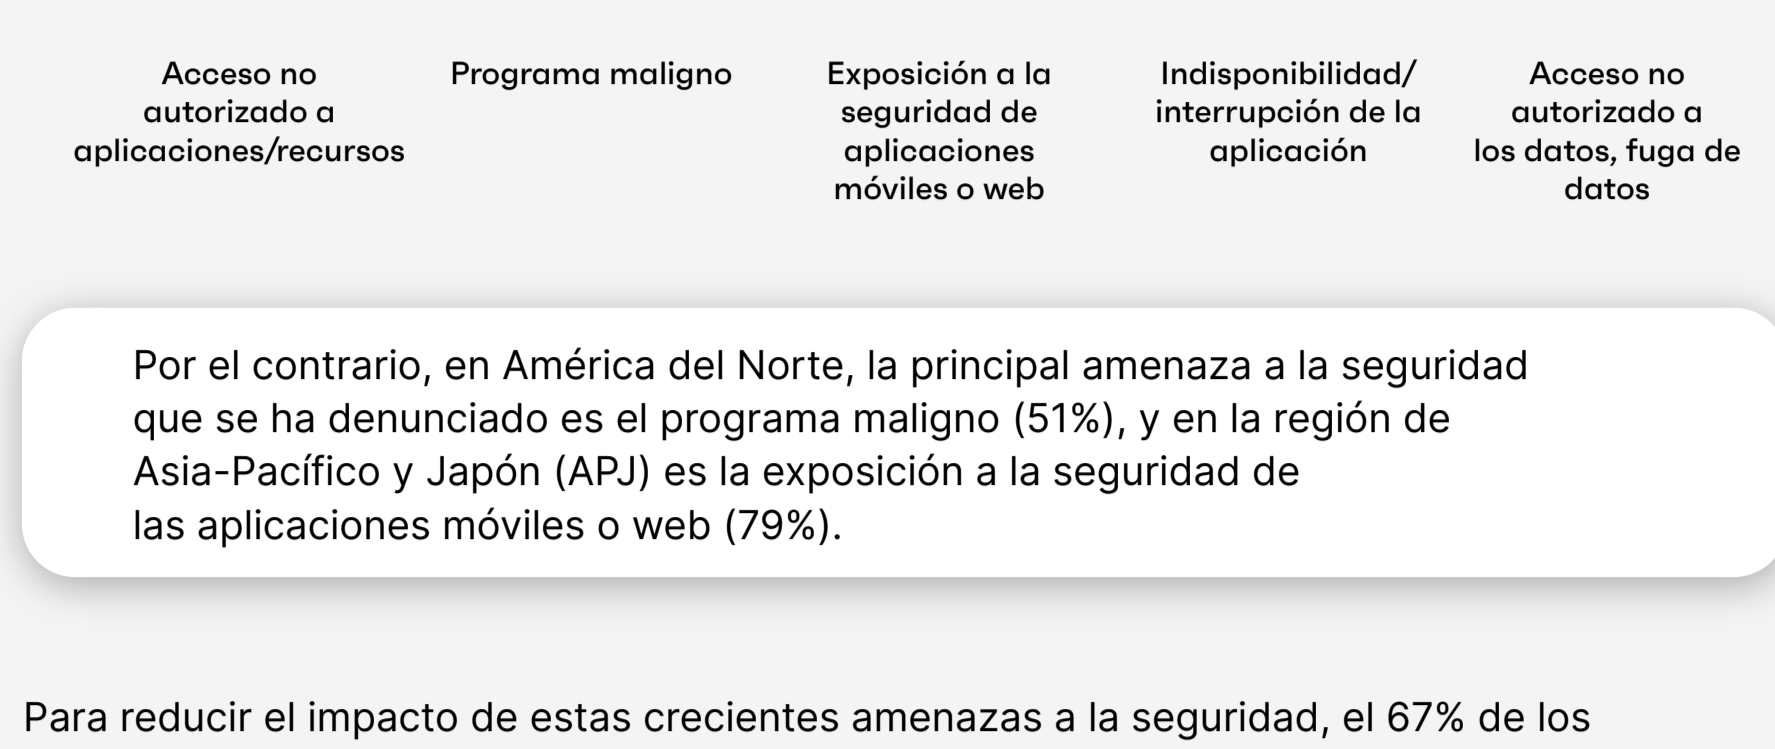 Acceso no
autorizado a
aplicaciones/recursos
Programa maligno
Exposición a la
seguridad de
aplicaciones
móviles o web
Indisponibilidad/
interrupción de la
aplicación
Acceso no
autorizado a
los datos, fuga de
datos
Por el contrario, en América del Norte, la principal amenaza a la seguridad
que se ha denunciado es el programa maligno (51%), y en la región de
Asia-Pacífico y Japón (APJ) es la exposición a la seguridad de
las aplicaciones móviles o web (79%).
Para reducir el impacto de estas crecientes amenazas a la seguridad, el 67% de los